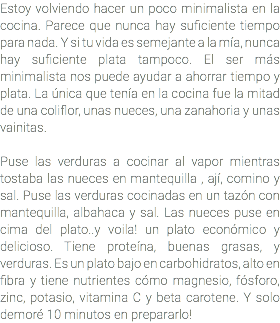 Estoy volviendo hacer un poco minimalista en la
cocina. Parece que nunca hay suficiente tiempo
para nada. Y si tu vida es semejante a la mía, nunca
hay suficiente plata tampoco. El ser más
minimalista nos puede ayudar a ahorrar tiempo y
plata. La única que tenía en la cocina fue la mitad
de una coliflor, unas nueces, una zanahoria y unas
vainitas.
Puse las verduras a cocinar al vapor mientras
tostaba las nueces en mantequilla , ají, comino y
sal. Puse las verduras cocinadas en un tazón con
mantequilla, albahaca y sal. Las nueces puse en
cima del plato..y voila! un plato económico y
delicioso. Tiene proteína, buenas grasas, y
verduras. Es un plato bajo en carbohidratos, alto en
fibra y tiene nutrientes cómo magnesio, fósforo,
zinc, potasio, vitamina C y beta carotene. Y solo
demoré 10 minutos en prepararlo!